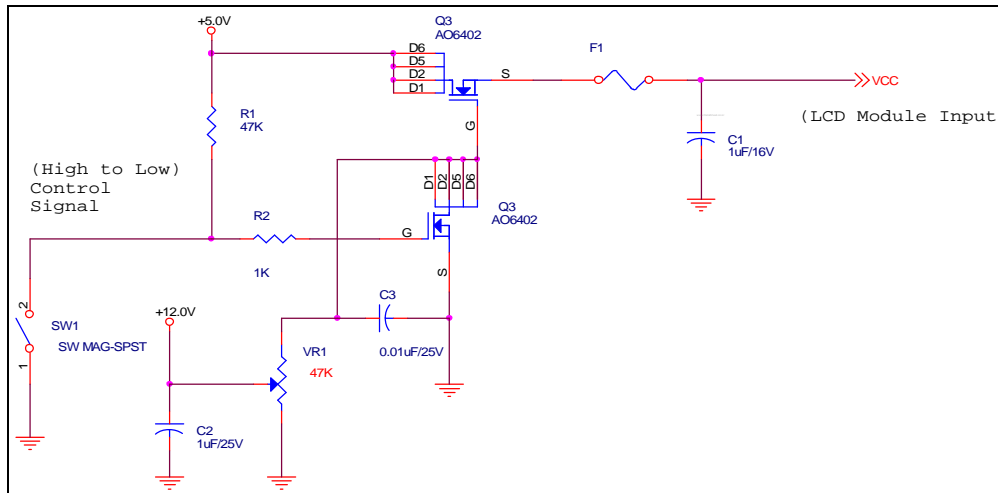 +5.0V
Q3
AO6402
D6
D5
D2
D1
S
G
F1
VCC
(LCD Module Input)
R1
47K
C1
1uF/16V
(High to Low)
Control
Signal
D1
D2
D5
D6
Q3
AO6402
R2
1K
G
S
2
SW1
SW MAG-SPST
1
+12.0V
C3
0.01uF/25V
VR1
47K
C2
1uF/25V